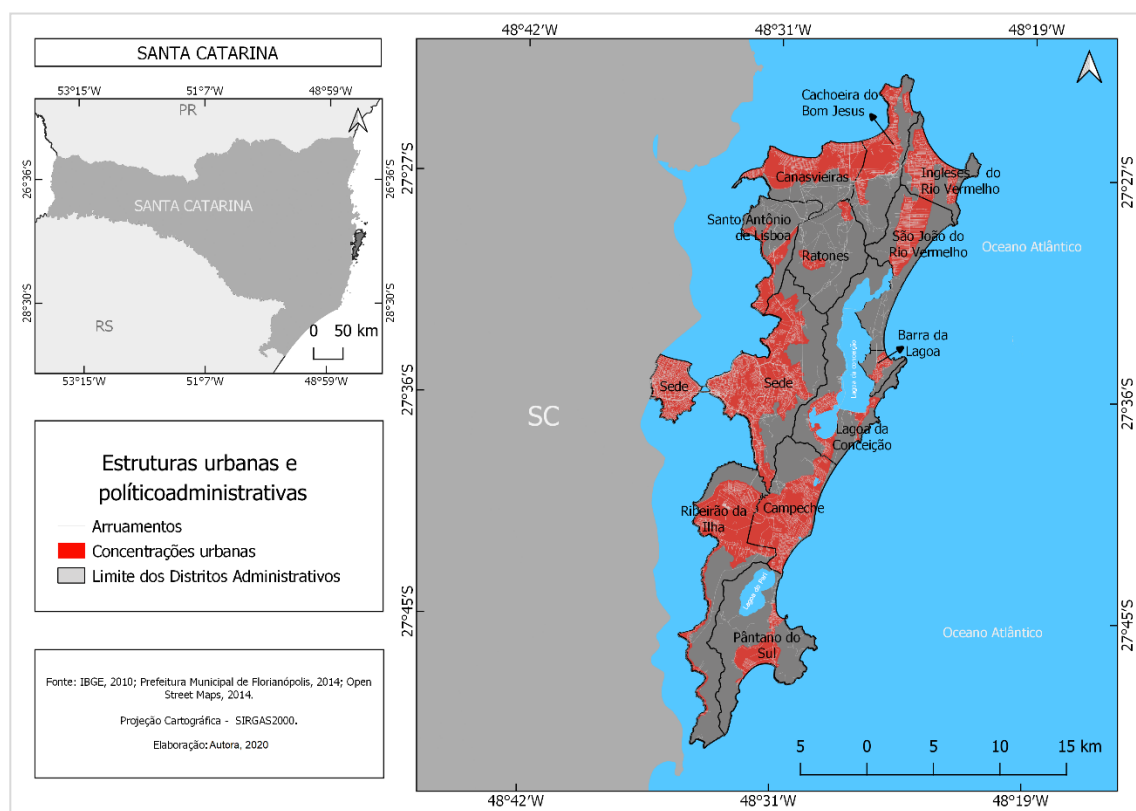 SANTA CATARINA
53°15'W
51°7'W
48°59'W
PR
26°36'S
26°36'S
SANTA CATARINA
28°30'S
28°30'S
RS
0 50 km
53°15'W
51°7'W
48°59'W
Estruturas urbanas e
políticoadministrativas
Arruamentos
Concentrações urbanas
Limite dos Distritos Administrativos
Fonte: IBGE, 2010; Prefeitura Municipal de Florianópolis, 2014; Open
Street Maps, 2014.
Projeção Cartográfica - SIRGAS2000.
Elaboração: Autora, 2020
48°42'W
48°31'W
48°19'W
27°27'S
27°27'S
Cachoeira do
Bom Jesus
Canasvieiras
Ingleses do
Rio Vermelho
Santo Antônio
de Lisboa
São João do
Rio Vermelho
Ratones
Oceano Atlântico
Barra da
Lagoa
Lagoa da Conceição
27°36'S
27°36'S
Sede
Sede
SC
Lagoa da
Conceição
Ribeirão da
Ilha
Campeche
Lagoa do Peri
27°45'S
27°45'S
Pântano do
Sul
Oceano Atlântico
5 0 5 10 15 km
48°42'W
48°31'W
48°19'W